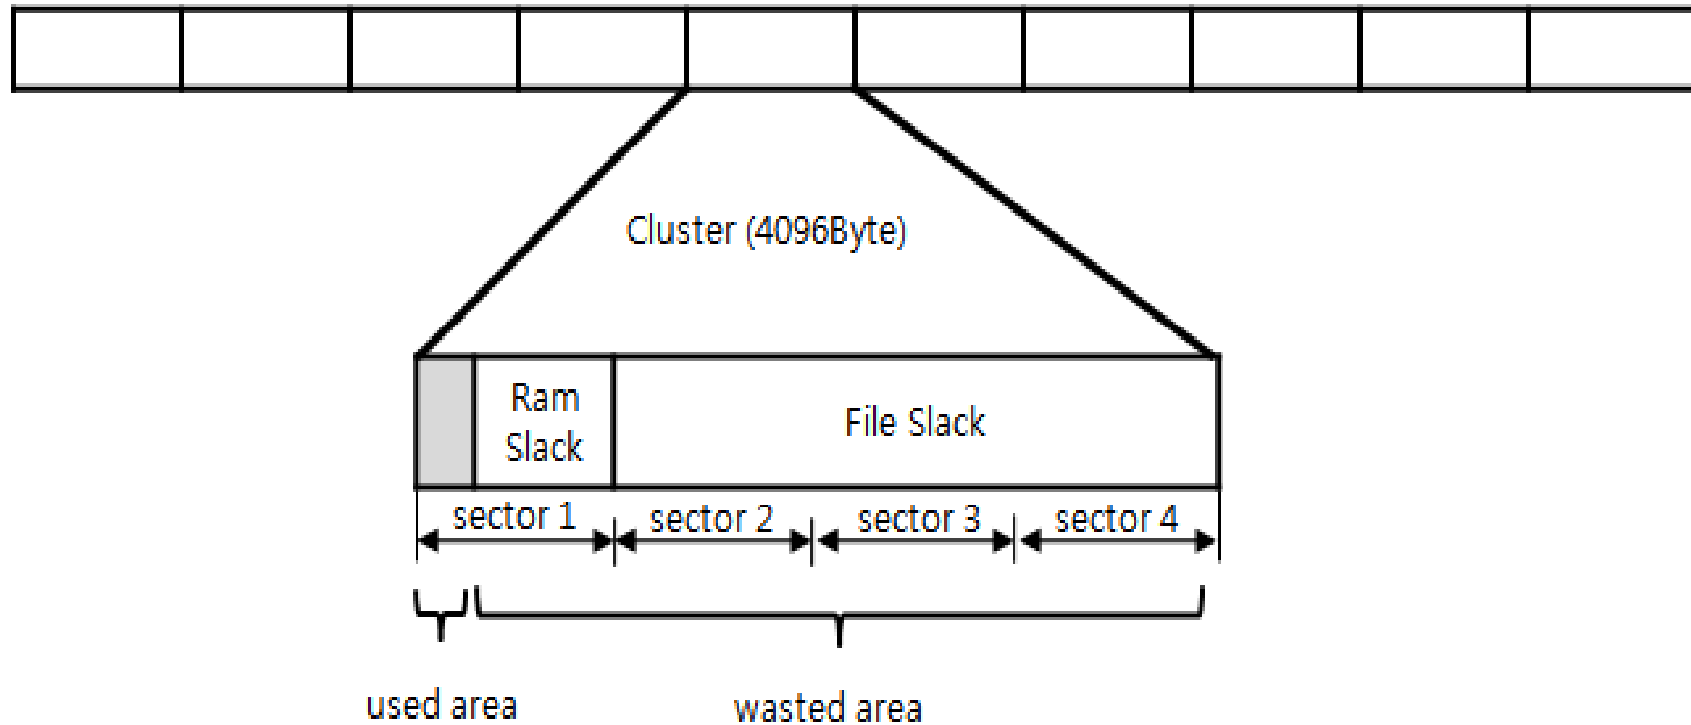 Cluster (4096Byte)
Ram
Slack
File Slack
sector 1
sector 2
sector 3
sector 4
used area
wasted area